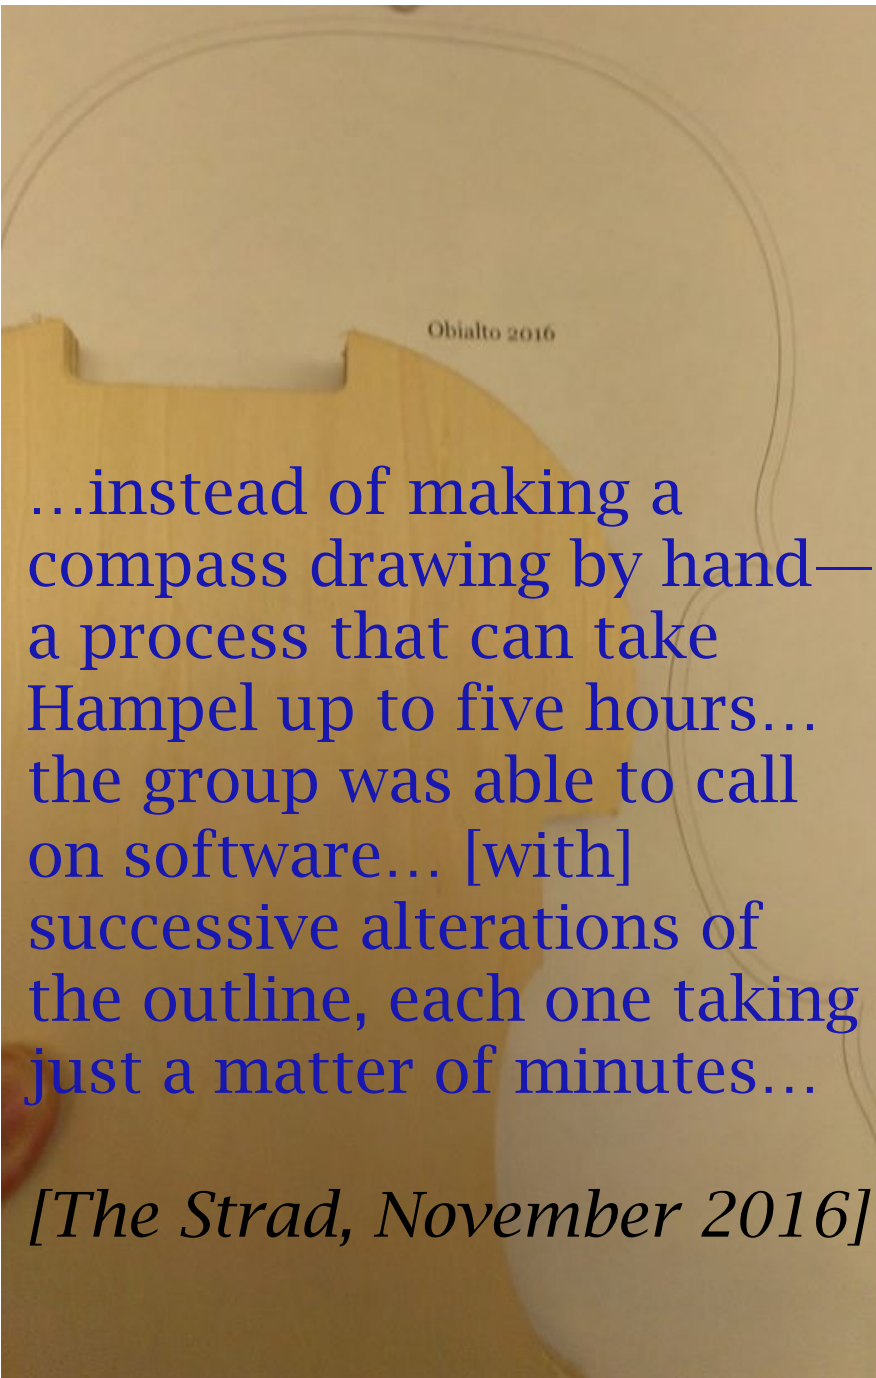 Obialto 2016
…instead of making a
compass drawing by hand—
a process that can take
Hampel up to five hours…
the group was able to call
on software… [with]
successive alterations of
the outline, each one taking
just a matter of minutes…
[The Strad, November 2016]